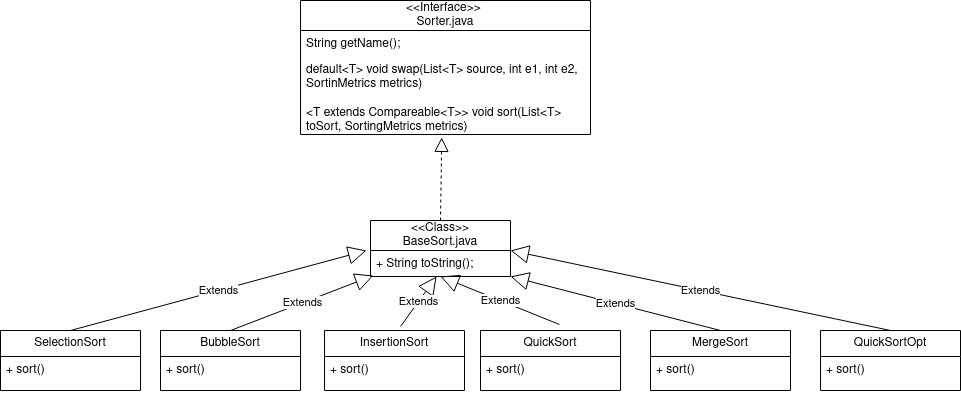 <<Interface>>
Sorter.java
String getName();
default<T> void swap(List<T> source, int e1, int e2,
SortinMetrics metrics)
<T extends Compareable<T>> void sort(List<T>
toSort, SortingMetrics metrics)
<<Class>>
BaseSort.java
+ String toString();
Extends
Extends
Extends
Extends
Extends
Extends
SelectionSort
+ sort()
BubbleSort
+ sort()
InsertionSort
+ sort()
QuickSort
+ sort()
MergeSort
+ sort()
QuickSortOpt
+ sort()